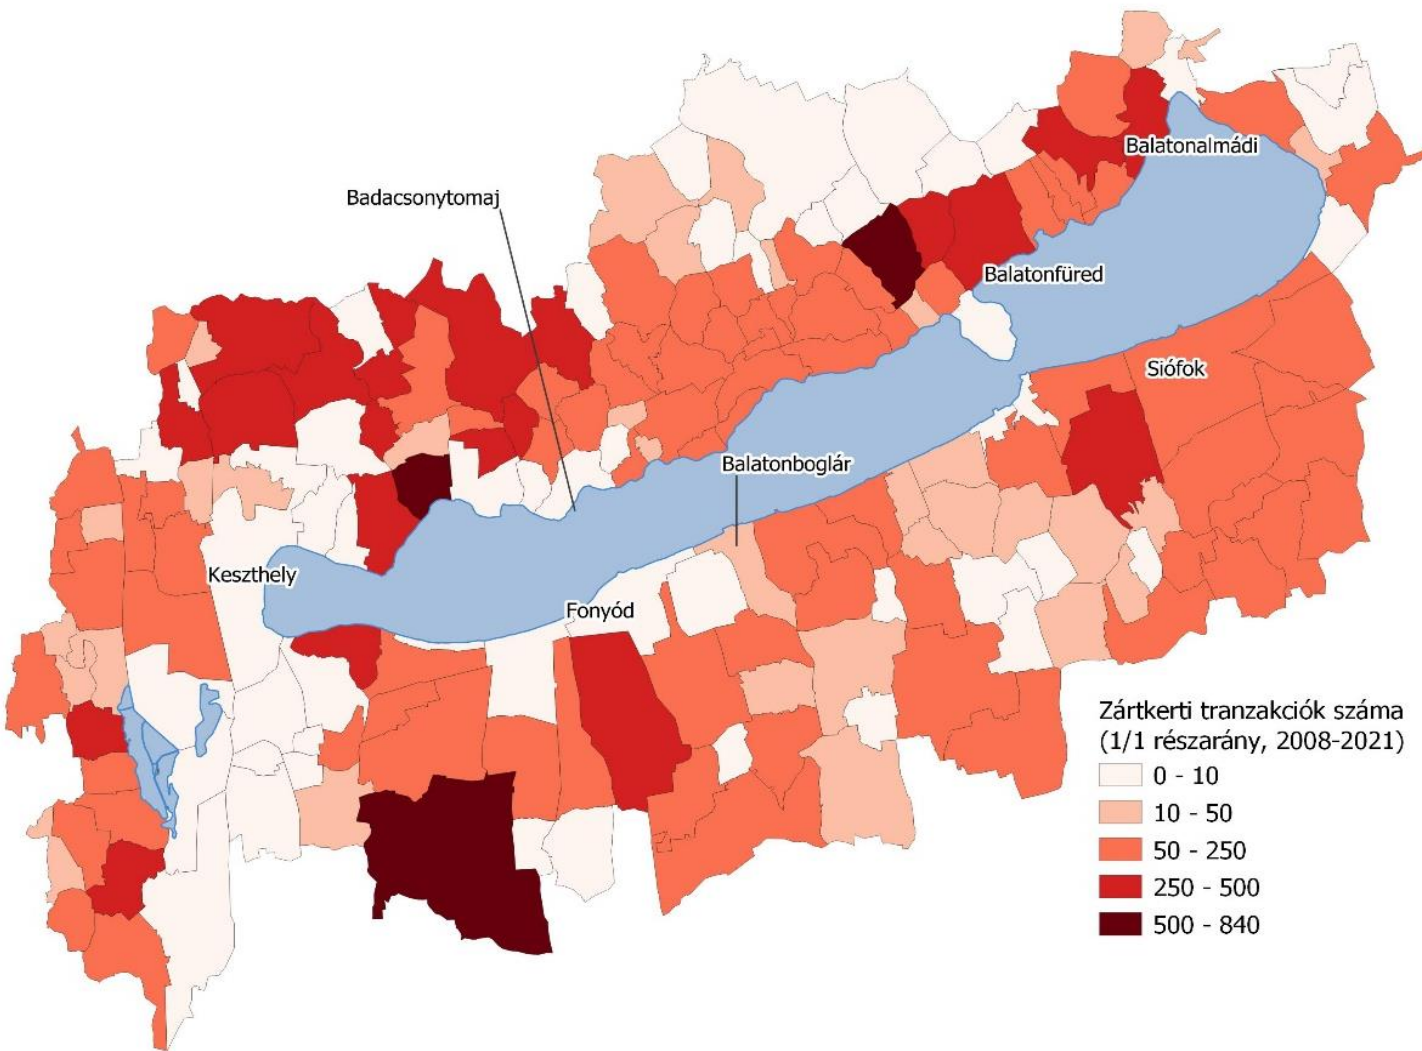 Balatonalmádi
Badacsonytomaj
Balatonfüred
Siófok
Balatonboglár
Keszthely
Fonyód
Zártkerti tranzakciók száma
(1/1 részarány, 2008-2021)
0 - 10
10 - 50
50 - 250
250 - 500
500 - 840